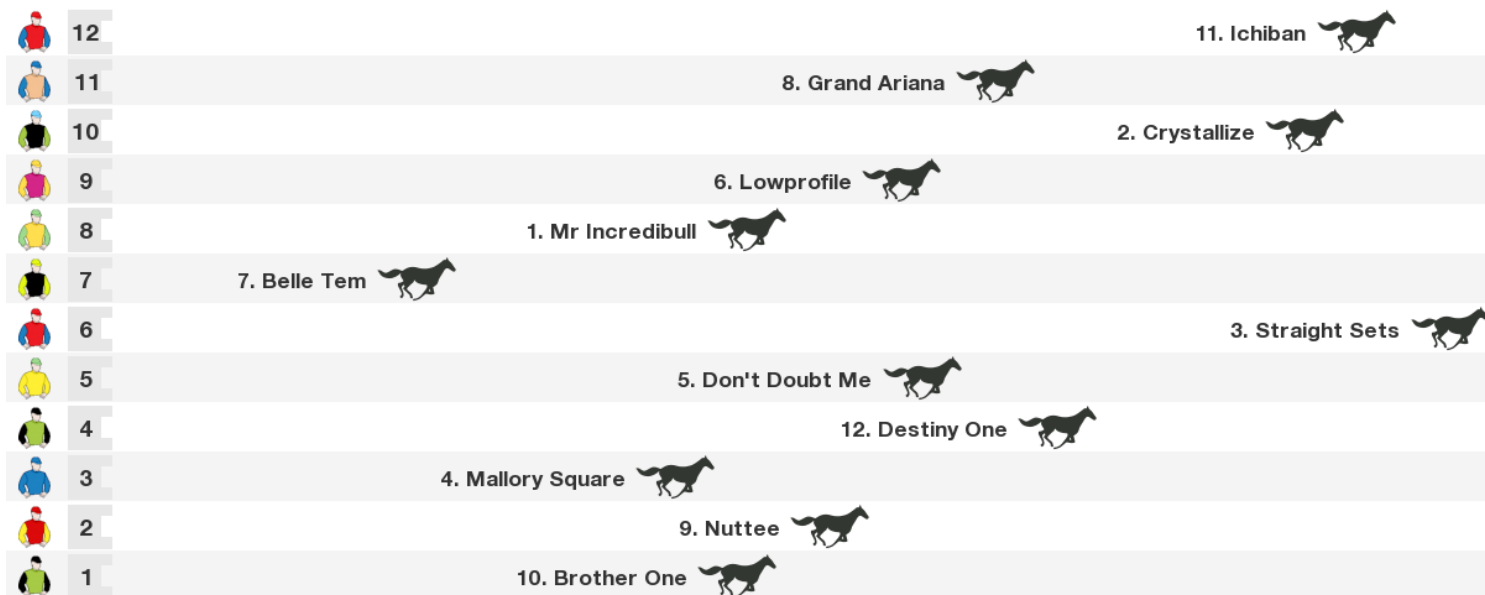 12 11. Ichiban
11 8. Grand Ariana
10 2. Crystallize
9 6. Lowprofile
8 1. Mr Incredibull
7 7. Belle Tem
6 3. Straight Sets
5 5. Don't Doubt Me
4 12. Destiny One
3 4. Mallory Square
2 9. Nuttee
1 10. Brother One